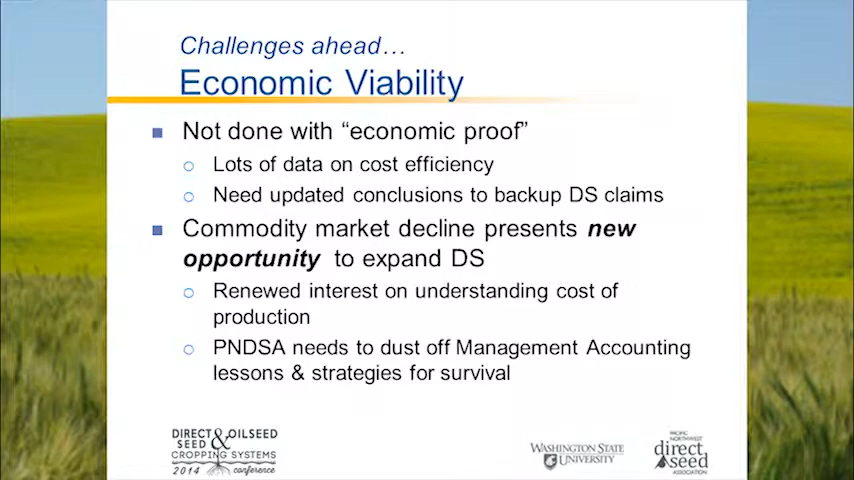 Challenges ahead…
Economic Viability
Not done with “economic proof”
Lots of data on cost efficiency
Need updated conclusions to backup DS claims
Commodity market decline presents new
opportunity to expand DS
Renewed interest on understanding cost of
production
PNDSA needs to dust off Management Accounting
lessons & strategies for survival
DIRECT & OILSEED
SEED
CROPPING SYSTEMS
2014 conference
WASHINGTON STATE
UNIVERSITY
PACIFIC
NORTHWEST
direct
seed
ASSOCIATION